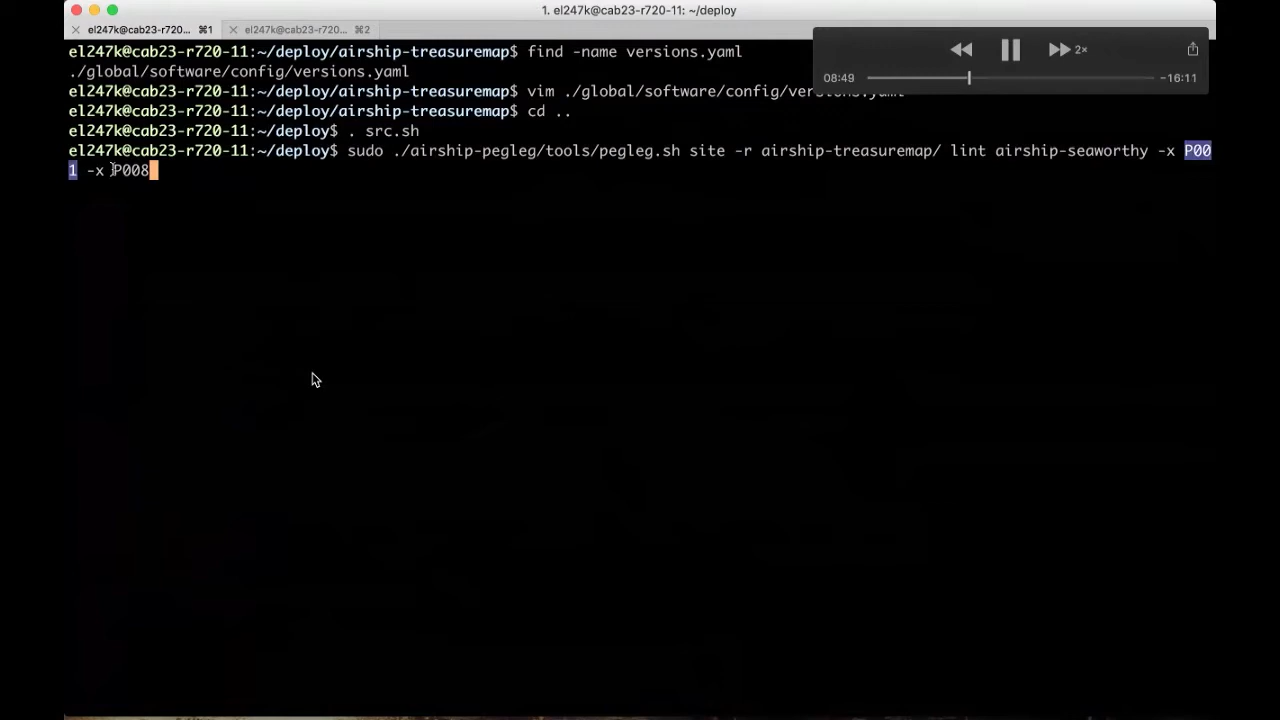 1. el247k@cab23-r720-11: ~/deploy
el247k@cab23-r720... ⌘1 el247k@cab23-r720... ⌘2
el247k@cab23-r720-11:~/deploy/airship-treasuremap$ find -name versions.yaml
./global/software/config/versions.yaml
el247k@cab23-r720-11:~/deploy/airship-treasuremap$ vim ./global/software/config/versions.yaml
el247k@cab23-r720-11:~/deploy/airship-treasuremap$ cd ..
el247k@cab23-r720-11:~/deploy$ . src.sh
el247k@cab23-r720-11:~/deploy$ sudo ./airship-pegleg/tools/pegleg.sh site -r airship-treasuremap/ lint airship-seaworthy -x P00
1 -x P008
2×
08:49 -16:11